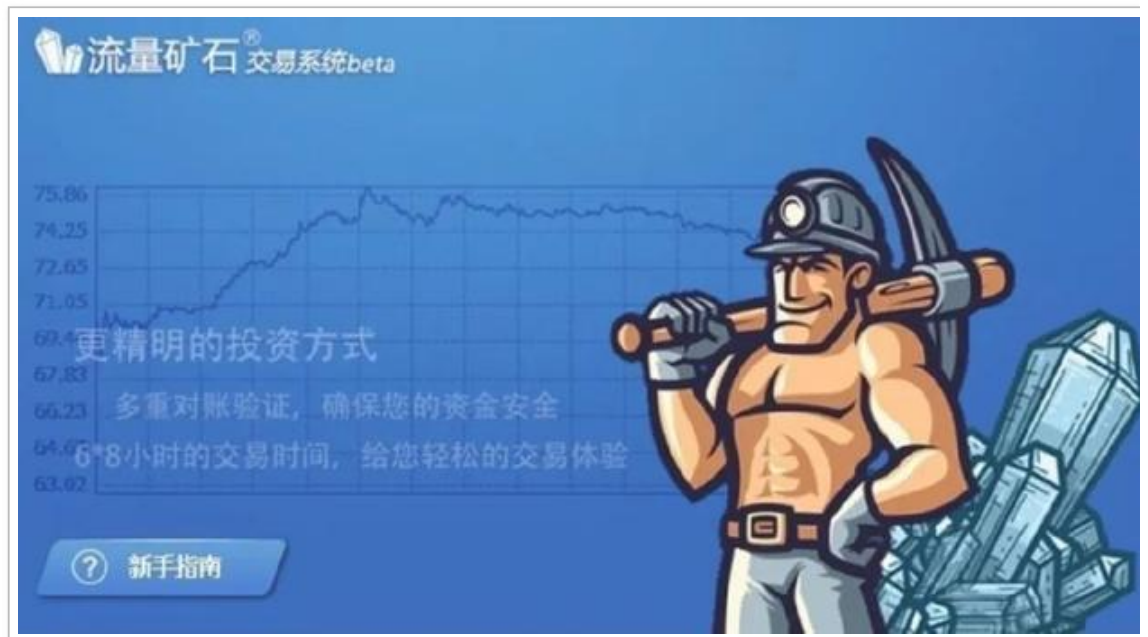 流量矿石® 交易系统beta
75.86
74.25
72.65
71.05
更精明的投资方式
67.83
多重对账验证，确保您的资金安全
66.23
6*8小时的交易时间，给您轻松的交易体验
63.02
? 新手指南